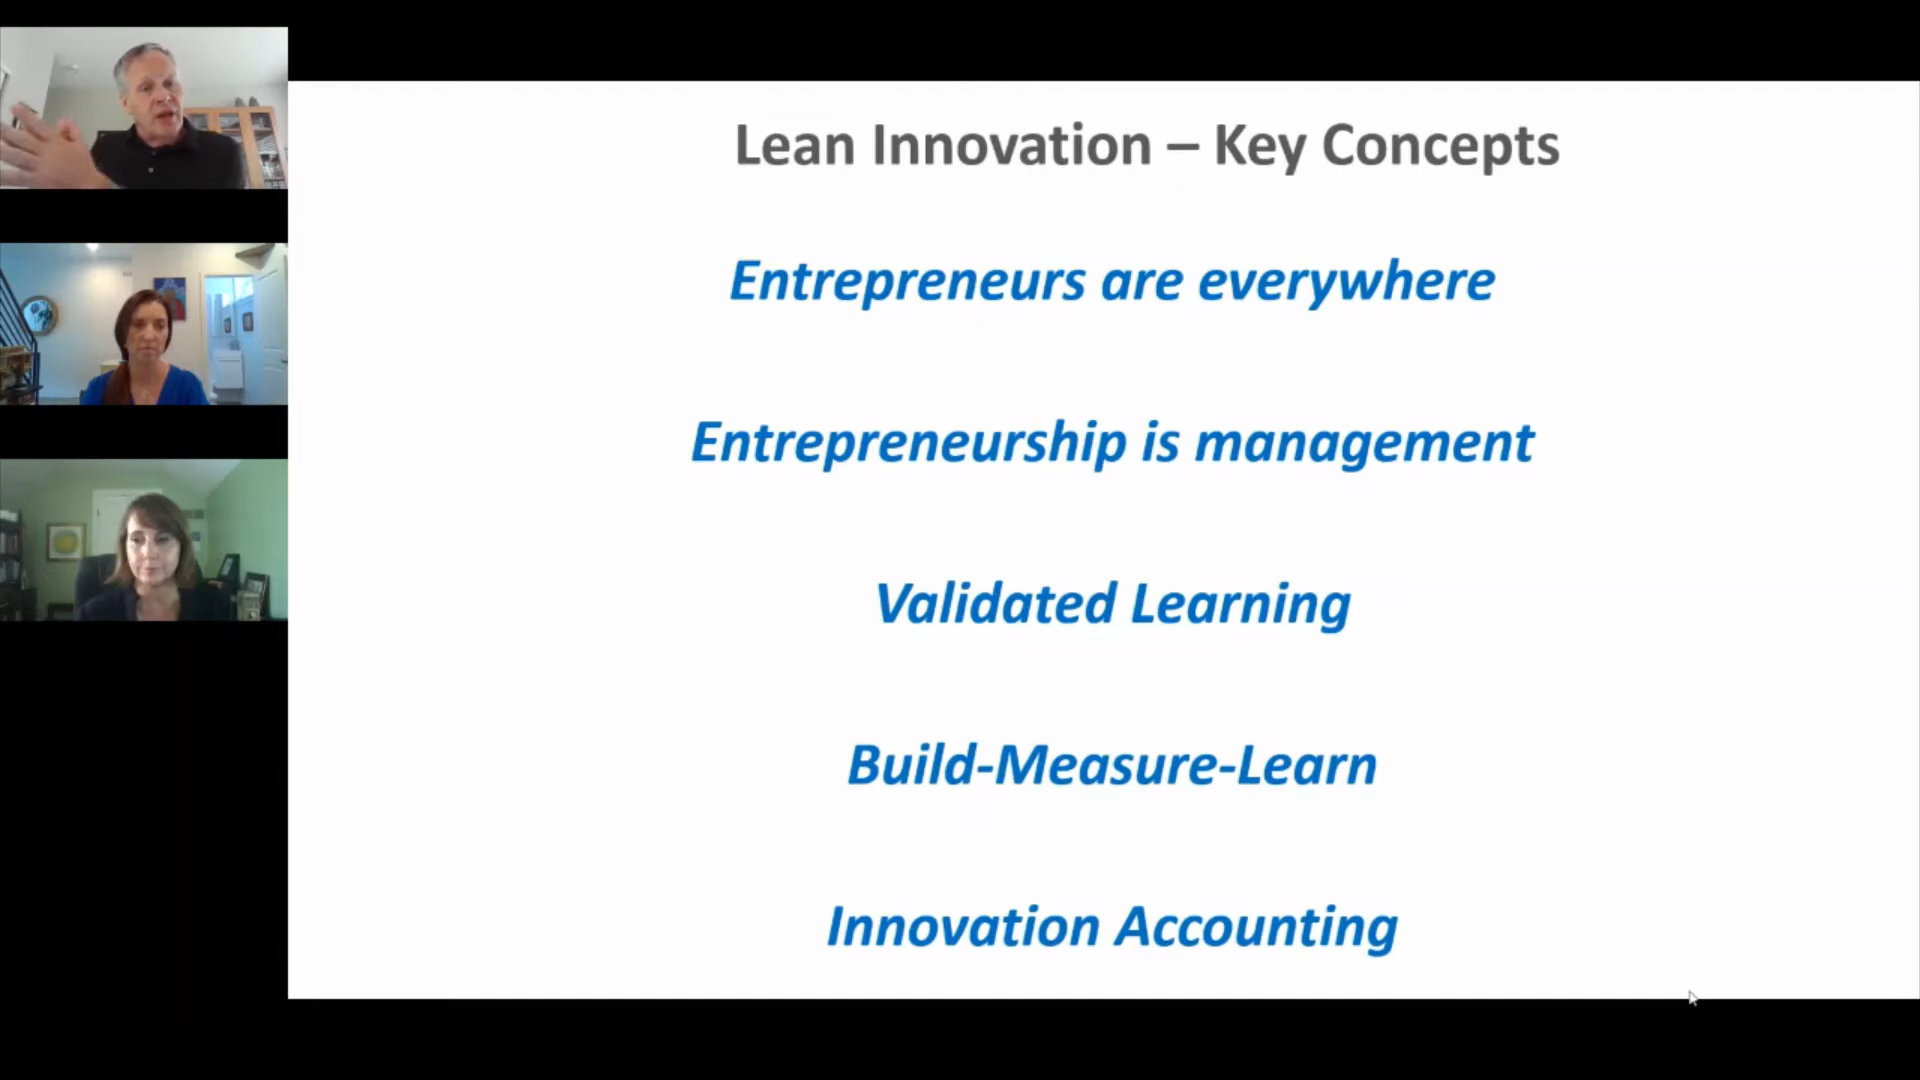 Lean Innovation – Key Concepts
Entrepreneurs are everywhere
Entrepreneurship is management
Validated Learning
Build-Measure-Learn
Innovation Accounting